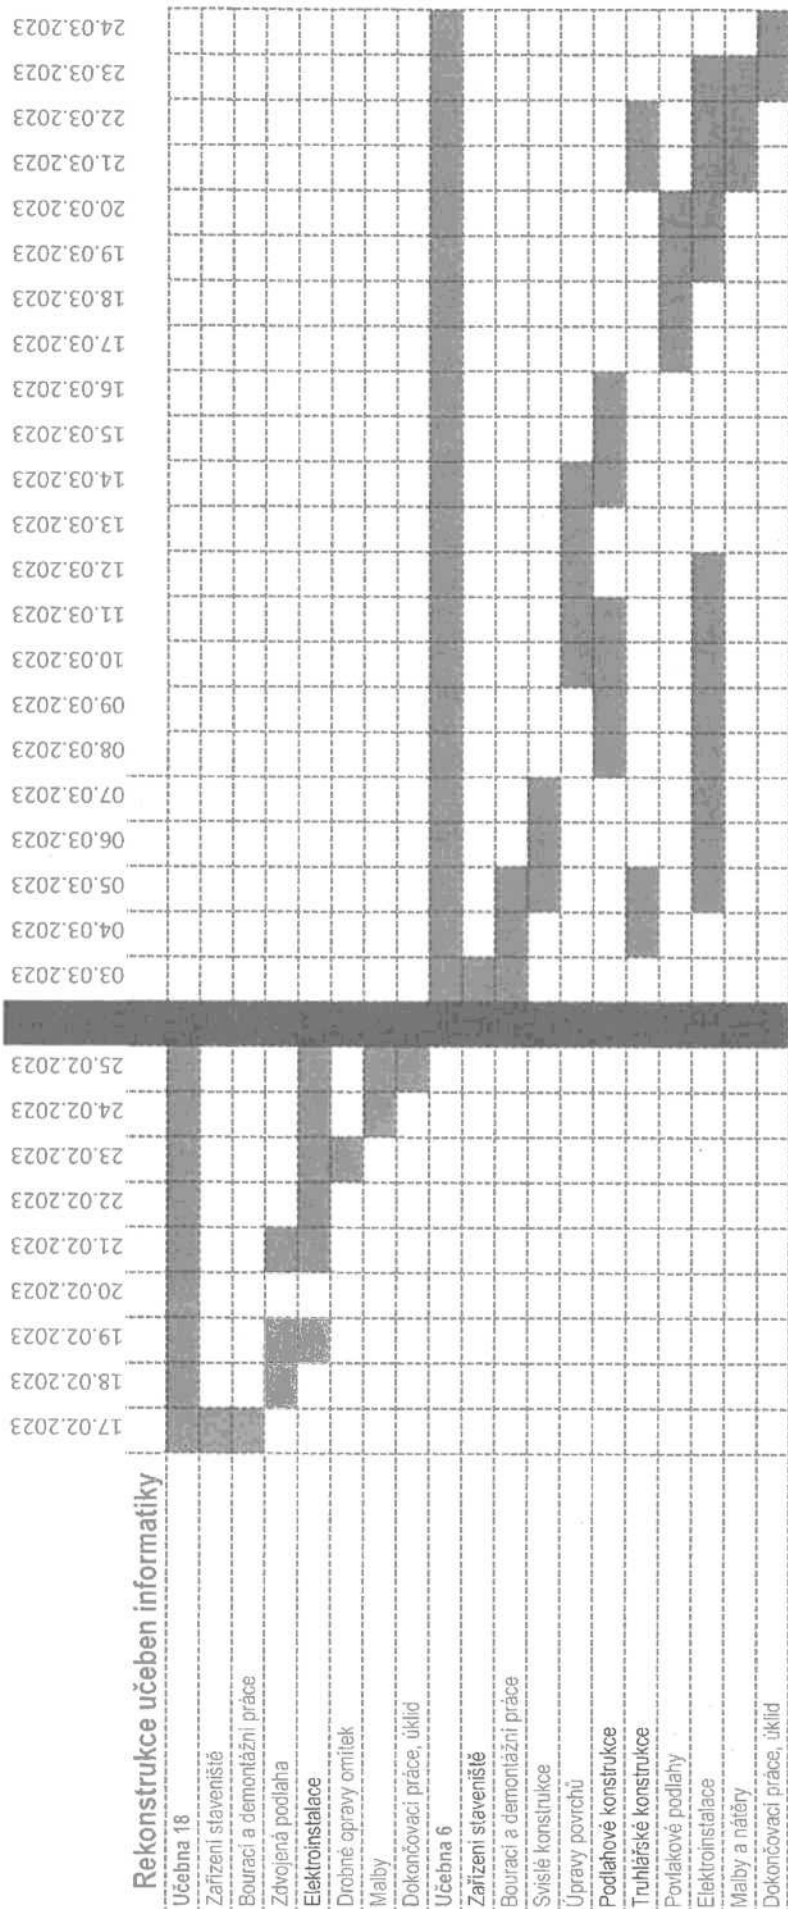 Rekonstrukce učeben informatiky
17.02.2023
18.02.2023
19.02.2023
20.02.2023
21.02.2023
22.02.2023
23.02.2023
24.02.2023
25.02.2023
03.03.2023
04.03.2023
05.03.2023
06.03.2023
07.03.2023
08.03.2023
09.03.2023
10.03.2023
11.03.2023
12.03.2023
13.03.2023
14.03.2023
15.03.2023
16.03.2023
17.03.2023
18.03.2023
19.03.2023
20.03.2023
21.03.2023
22.03.2023
23.03.2023
24.03.2023
Učebna 18
Zařízení staveniště
Bourací a demontážní práce
Zdvojená podlaha
Elektroinstalace
Drobné opravy omítek
Malby
Dokončovací práce, úklid
Učebna 6
Zařízení staveniště
Bourací a demontážní práce
Svislé konstrukce
Úpravy povrchů
Podlahové konstrukce
Truhlářské konstrukce
Povlakové podlahy
Elektroinstalace
Malby a nátěry
Dokončovací práce, úklid